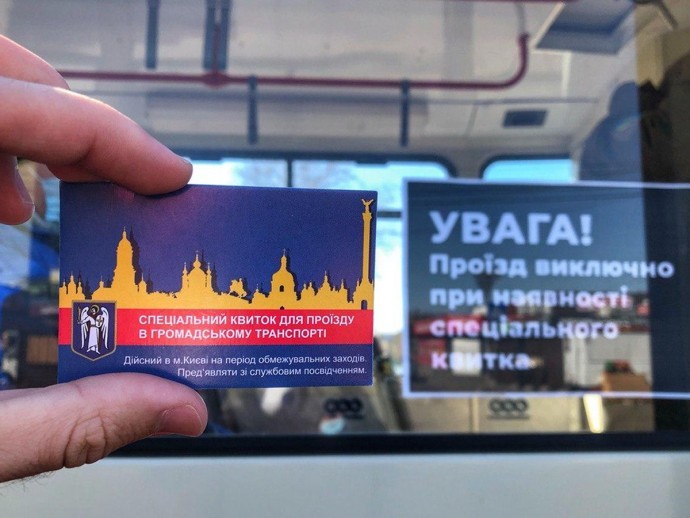 СПЕЦІАЛЬНИЙ КВИТОК ДЛЯ ПРОЇЗДУ
В ГРОМАДСЬКОМУ ТРАНСПОРТІ
Дійсний в м.Києві на період обмежувальних заходів.
Пред'являти зі службовим посвідченням.
УВАГА!
Проїзд виключно
при наявності
спеціального
квитка